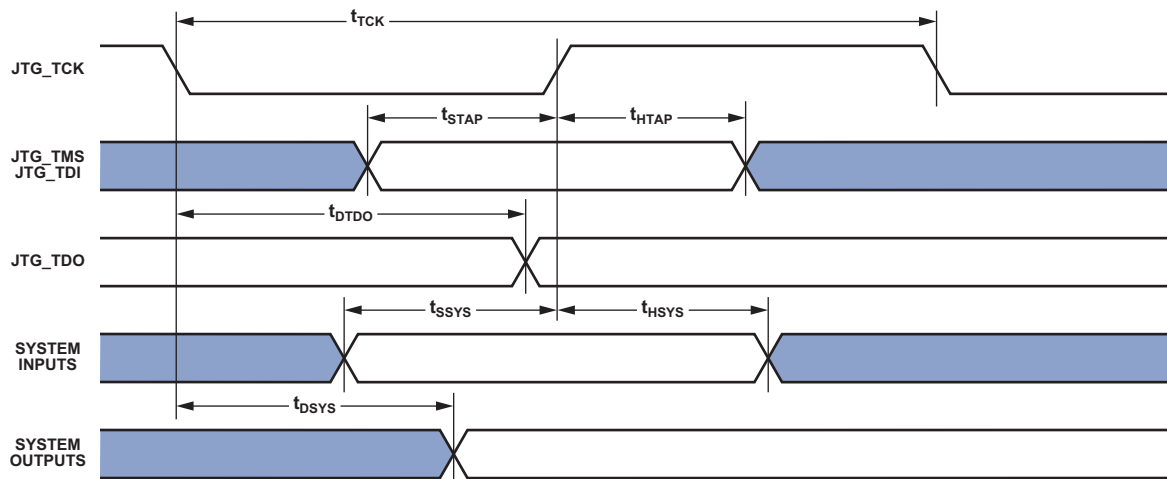 tTCK
JTG_TCK
tSTAP
tHTAP
JTG_TMS
JTG_TDI
tDTDO
JTG_TDO
tSSYS
tHSYS
SYSTEM
INPUTS
tDSYS
SYSTEM
OUTPUTS